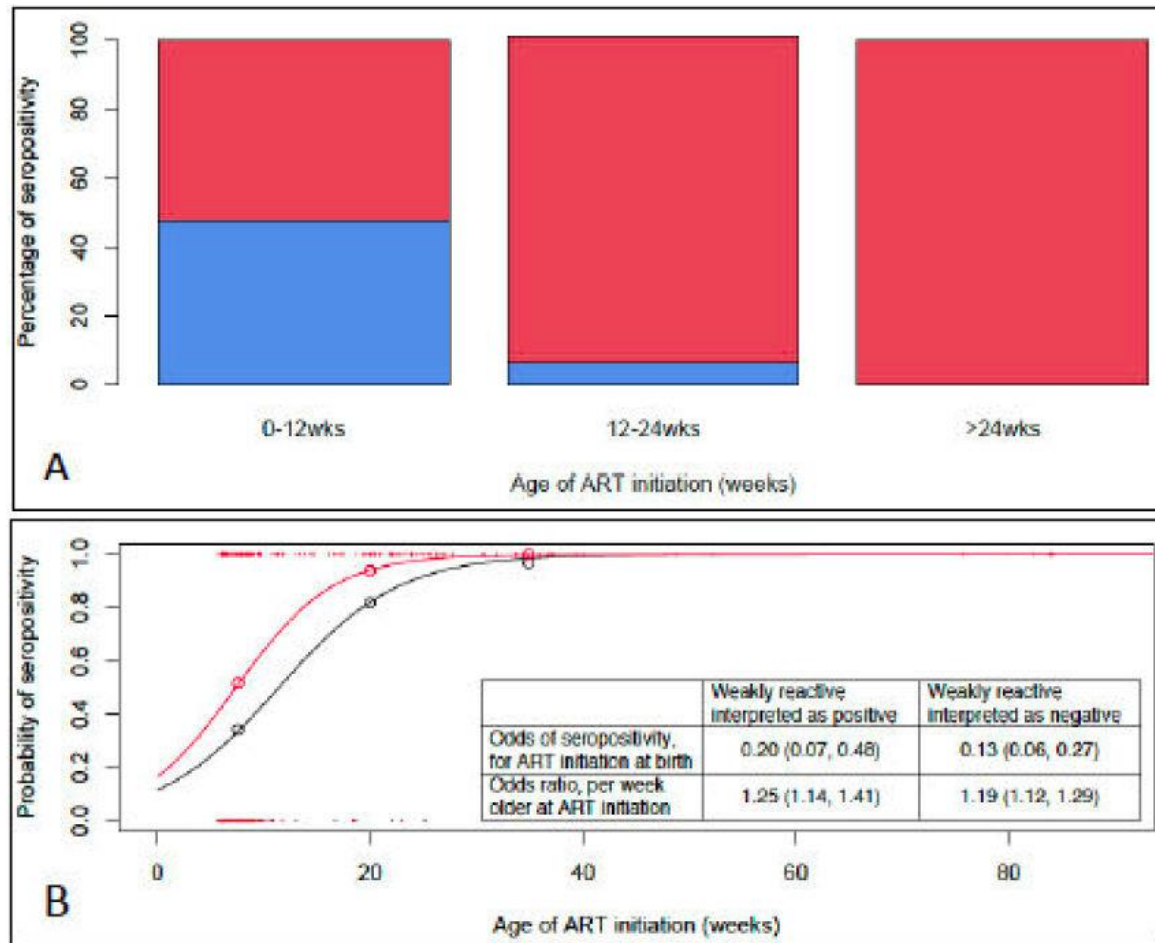 Percentage of seropositivity
100
80
60
40
20
0
0-12wks 12-24wks >24wks
A
Age of ART initiation (weeks)
Probability of seropositivity
1.0
0.8
0.6
0.4
0.2
0.0
Weakly reactive interpreted as positive Weakly reactive interpreted as negative
Odds of seropositivity, for ART initiation at birth 0.20 (0.07, 0.48) 0.13 (0.06, 0.27)
Odds ratio, per week older at ART initiation 1.25 (1.14, 1.41) 1.19 (1.12, 1.29)
0 20 40 60 80
B
Age of ART initiation (weeks)